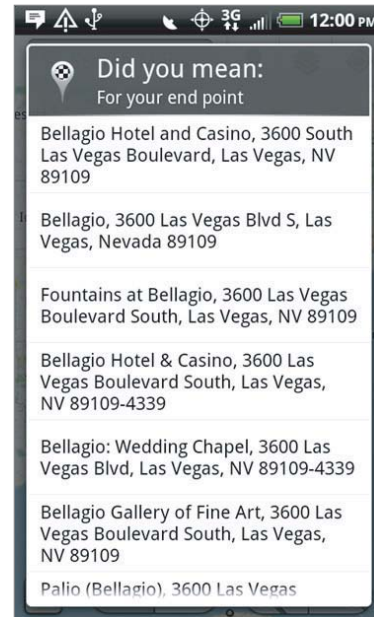 3G 12:00 PM
Did you mean:
For your end point
Bellagio Hotel and Casino, 3600 South
Las Vegas Boulevard, Las Vegas, NV
89109
Bellagio, 3600 Las Vegas Blvd S, Las
Vegas, Nevada 89109
Fountains at Bellagio, 3600 Las Vegas
Boulevard South, Las Vegas, NV 89109
Bellagio Hotel & Casino, 3600 Las
Vegas Boulevard South, Las Vegas,
NV 89109-4339
Bellagio: Wedding Chapel, 3600 Las
Vegas Blvd, Las Vegas, NV 89109-4339
Bellagio Gallery of Fine Art, 3600 Las
Vegas Boulevard South, Las Vegas,
NV 89109
Palio (Bellagio), 3600 Las Vegas